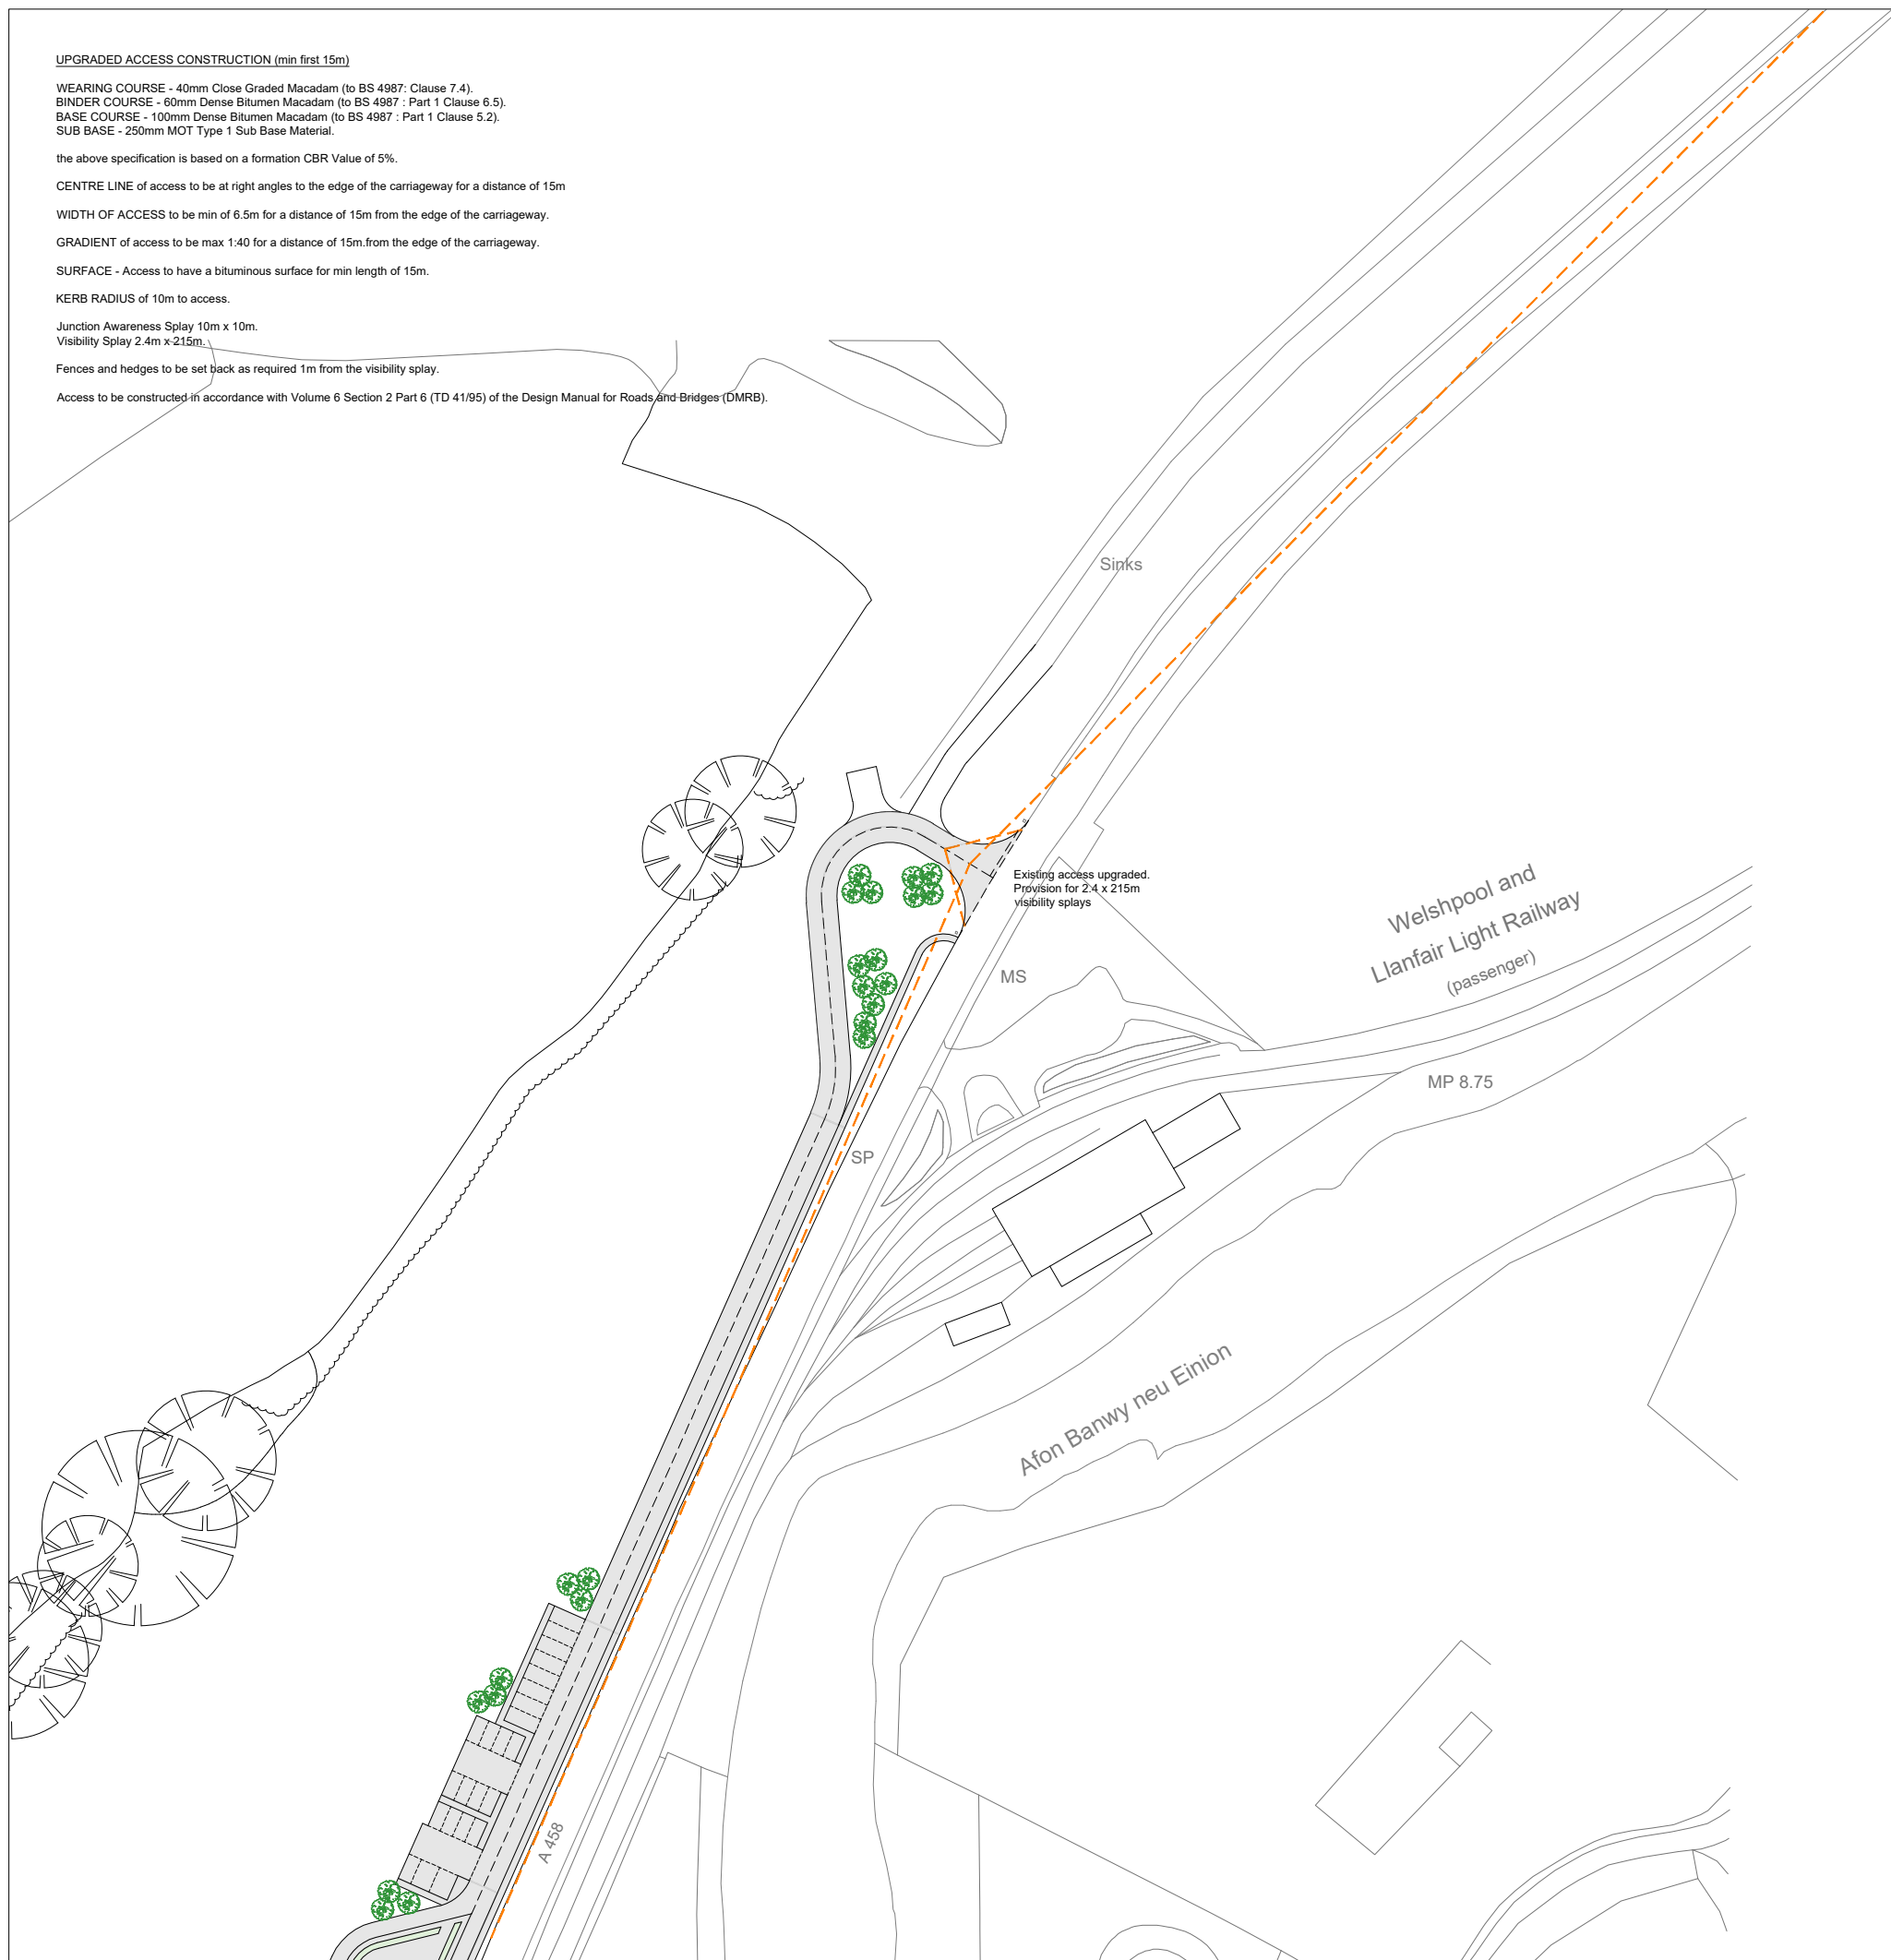 UPGRADED ACCESS CONSTRUCTION (min first 15m)
WEARING COURSE - 40mm Close Graded Macadam (to BS 4987: Clause 7.4).
BINDER COURSE - 60mm Dense Bitumen Macadam (to BS 4987 : Part 1 Clause 6.5).
BASE COURSE - 100mm Dense Bitumen Macadam (to BS 4987 : Part 1 Clause 5.2).
SUB BASE - 250mm MOT Type 1 Sub Base Material.
the above specification is based on a formation CBR Value of 5%.
CENTRE LINE of access to be at right angles to the edge of the carriageway for a distance of 15m
WIDTH OF ACCESS to be min of 6.5m for a distance of 15m from the edge of the carriageway.
GRADIENT of access to be max 1:40 for a distance of 15m.from the edge of the carriageway.
SURFACE - Access to have a bituminous surface for min length of 15m.
KERB RADIUS of 10m to access.
Junction Awareness Splay 10m x 10m.
Visibility Splay 2.4m x 215m.
Fences and hedges to be set back as required 1m from the visibility splay.
Access to be constructed in accordance with Volume 6 Section 2 Part 6 (TD 41/95) of the Design Manual for Roads and Bridges (DMRB).
Sinks
Existing access upgraded.
Provision for 2.4 x 215m
visibility splays
Welshpool and
Llanfair Light Railway
(passenger)
MS
MP 8.75
SP
Afon Banwy neu Einion
A 458